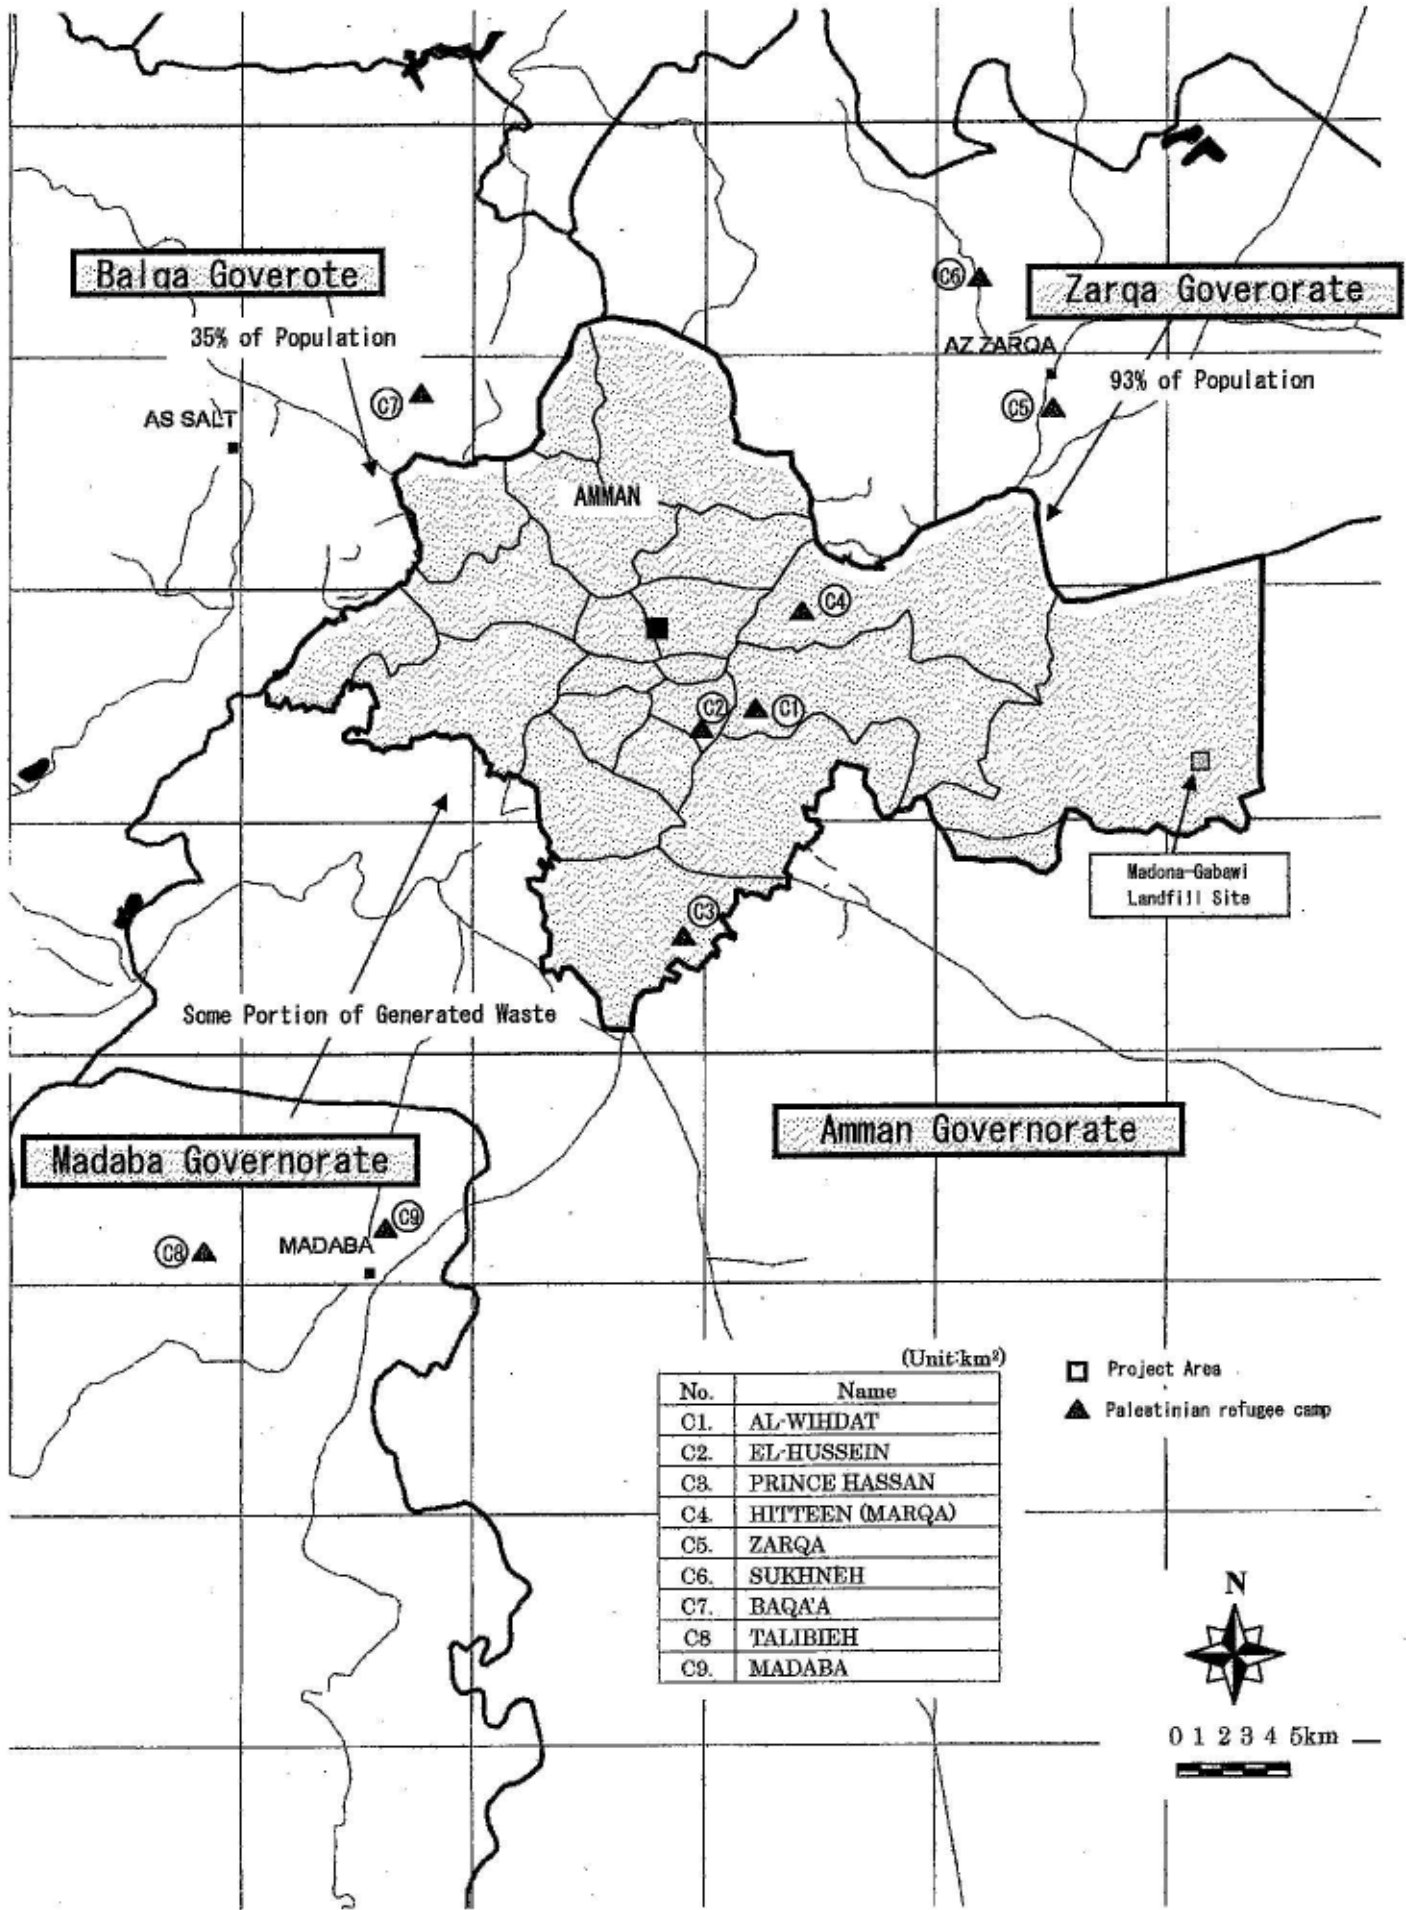 Balqa Goverote
C6
Zarqa Goverorate
35% of Population
AZ ZARQA
93% of Population
C7
C5
AS SALT
AMMAN
C4
C2
C1
Madona-Gabawi
Landfill Site
C3
Some Portion of Generated Waste
Amman Governorate
Madaba Governorate
C9
C8
MADABA
(Unit:km²)
No. Name
C1. AL-WIHDAT
C2. EL-HUSSEIN
C3. PRINCE HASSAN
C4. HITTEEN (MARQA)
C5. ZARQA
C6. SUKHNEH
C7. BAQA'A
C8 TALIBIEH
C9. MADABA
Project Area
Palestinian refugee camp
N
0 1 2 3 4 5km